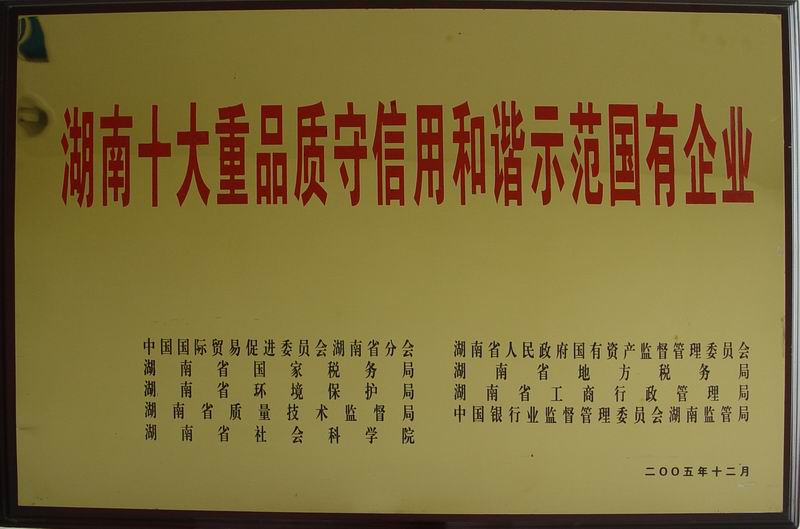 湖南十大重品质守信用和谐示范国有企业
中国国际贸易促进委员会湖南省分会
湖南省国家税务局
湖南省环境保护局
湖南省质量技术监督局
湖南省社会科学院
湖南省人民政府国有资产监督管理委员会
湖南省地方税务局
湖南省工商行政管理局
中国银行业监督管理委员会湖南监管局
二〇〇五年十二月